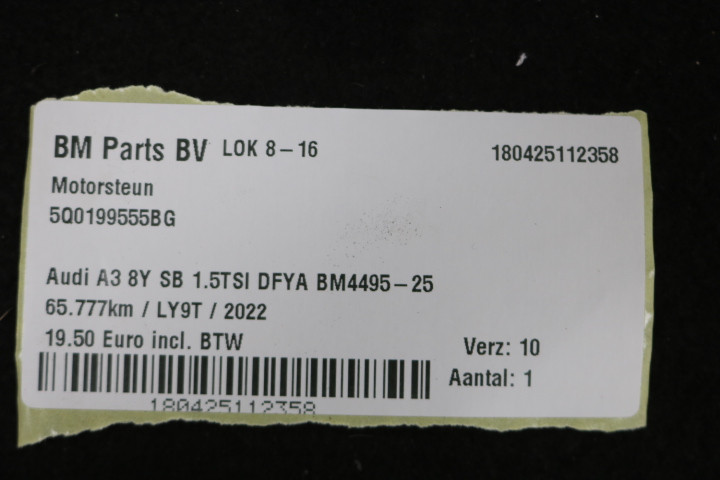 BM Parts BV LOK 8-16 180425112358
Motorsteun
5Q0199555BG
Audi A3 8Y SB 1.5TSI DFYA BM4495-25
65.777km / LY9T / 2022
19.50 Euro incl. BTW
Verz: 10
Aantal: 1
180425112358